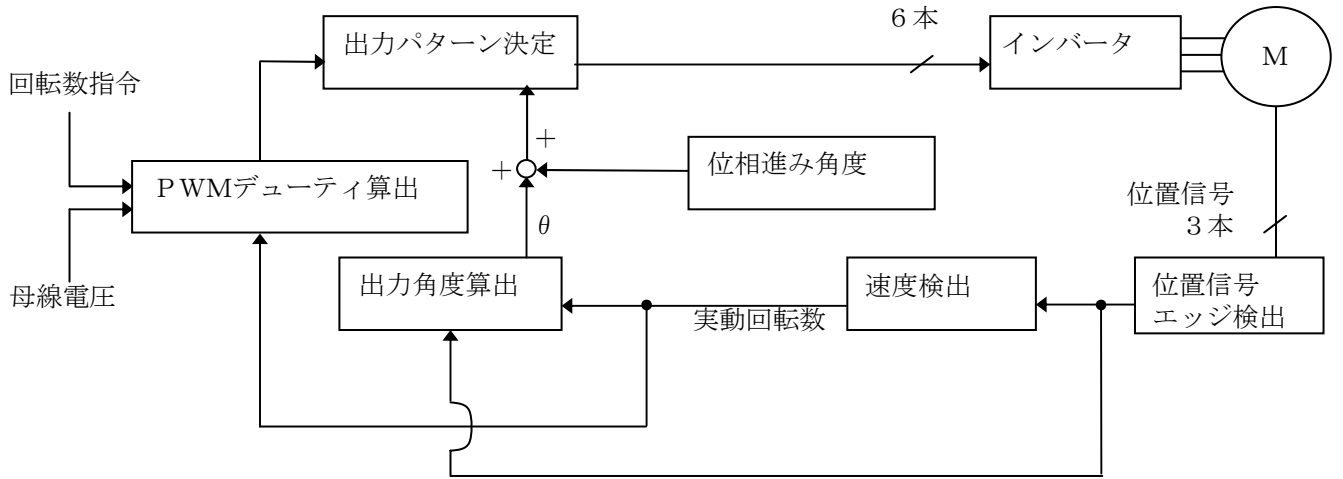 6本
出力パターン決定
インバータ
M
回転数指令
+
+
位相進み角度
PWMデューティ算出
位置信号
3本
θ
母線電圧
出力角度算出
速度検出
位置信号
エッジ検出
実動回転数